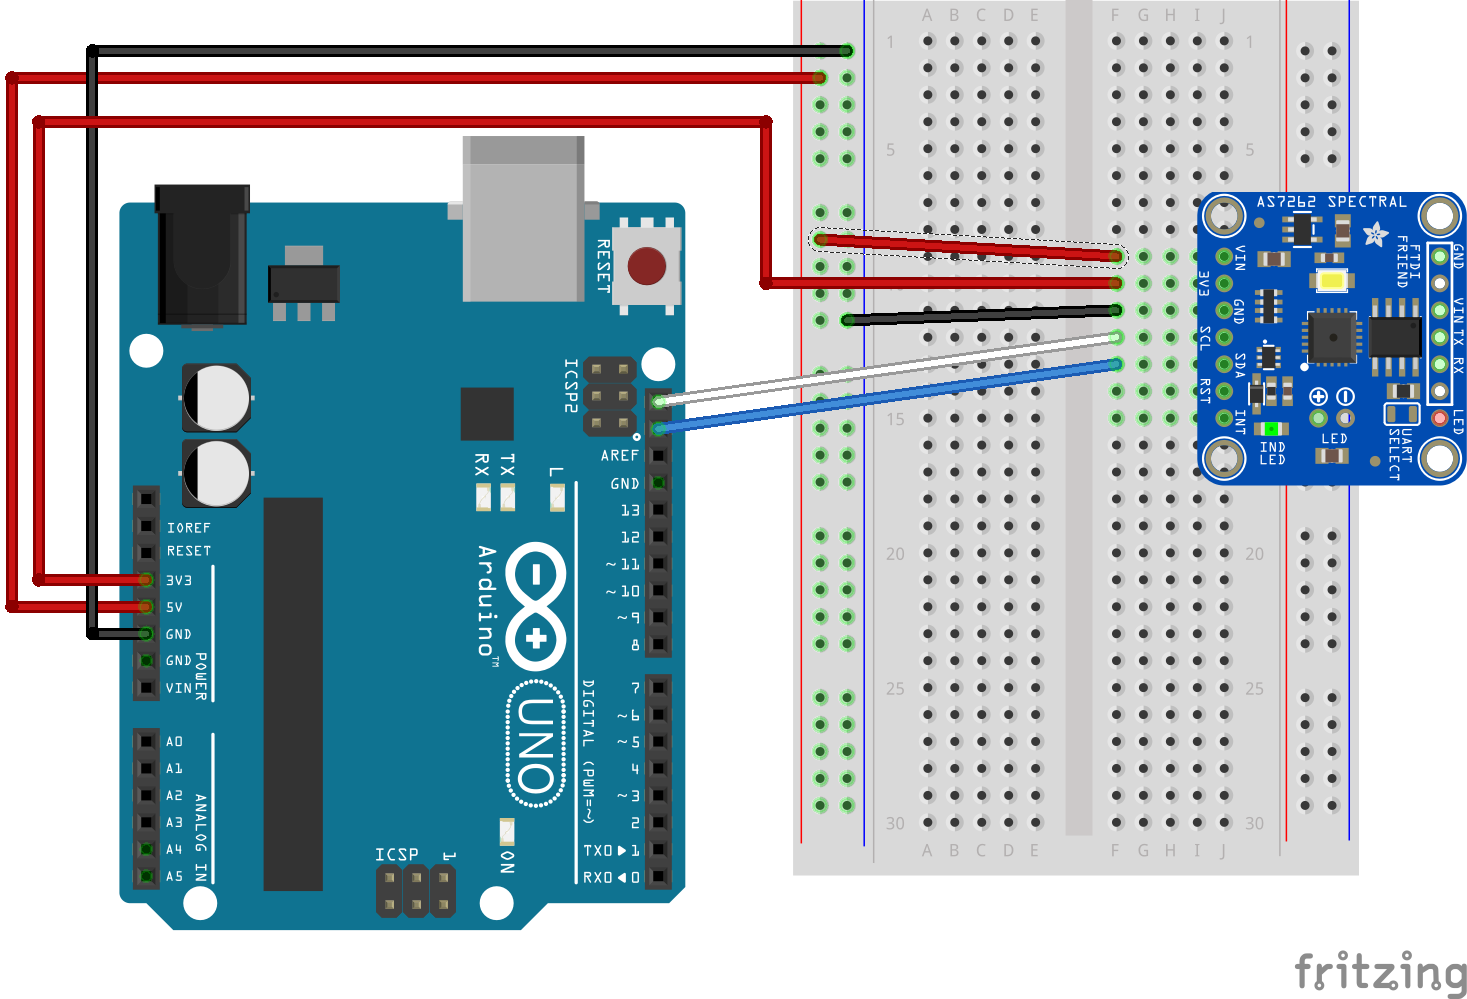 A B C D E F G H I J
1 1
5 5
15
20 20
25 25
30 30
A B C D E F G H I J
RESET
ICSP2
AREF
GND
13
12
~11
~10
~9
8
7
~6
~5
4
~3
2
TX0▶1
RX0◀0
RX TX L
Arduino™
UNO
DIGITAL (PWM=~)
IOREF
RESET
3V3
5V
GND
GND
VIN
POWER
A0
A1
A2
A3
A4
A5
ANALOG IN
ICSP 1
ON
AS7262 SPECTRAL
VIN
3V3
GND
SCL
SDA
RST
INT
FTDI
FRIEND
GND
VIN
TX
RX
LED
IND
LED
LED
UART
SELECT
fritzing